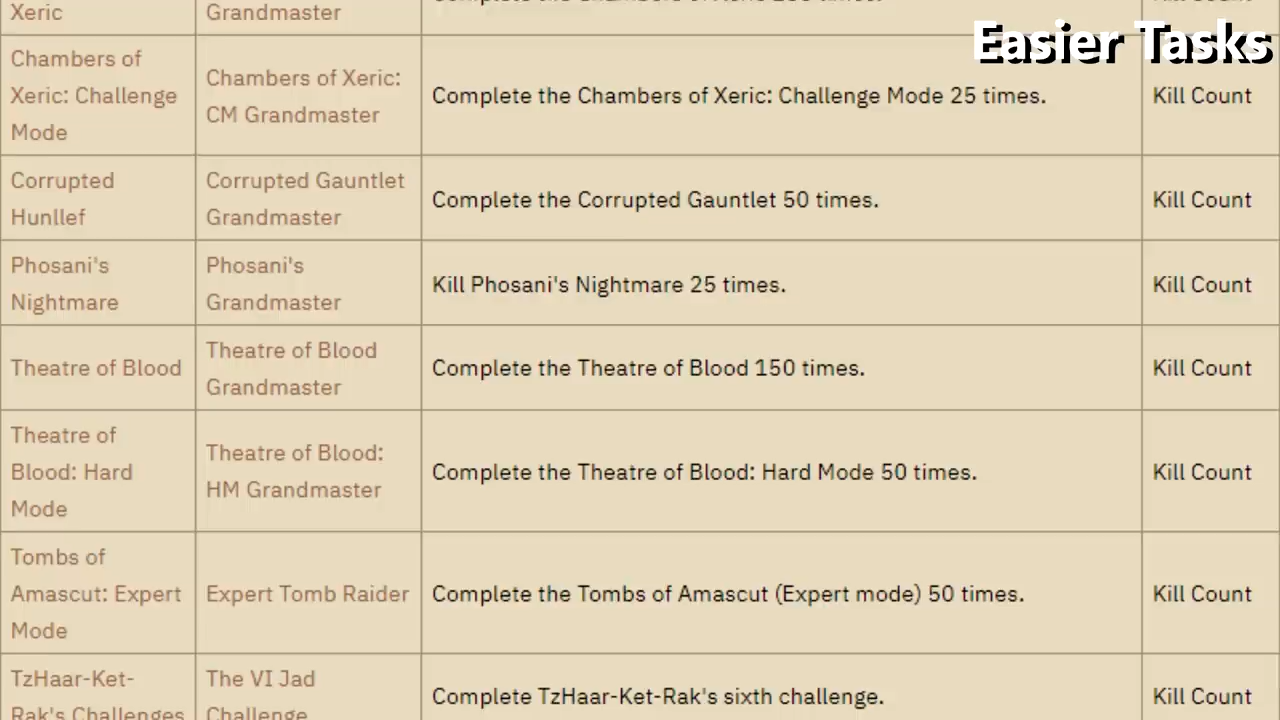 Xeric
Grandmaster
Easier Tasks
Chambers of
Xeric: Challenge
Mode
Chambers of Xeric:
CM Grandmaster
Complete the Chambers of Xeric: Challenge Mode 25 times.
Kill Count
Corrupted
Hunllef
Corrupted Gauntlet
Grandmaster
Complete the Corrupted Gauntlet 50 times.
Kill Count
Phosani's
Nightmare
Phosani's
Grandmaster
Kill Phosani's Nightmare 25 times.
Kill Count
Theatre of Blood
Theatre of Blood
Grandmaster
Complete the Theatre of Blood 150 times.
Kill Count
Theatre of
Blood: Hard
Mode
Theatre of Blood:
HM Grandmaster
Complete the Theatre of Blood: Hard Mode 50 times.
Kill Count
Tombs of
Amascut: Expert
Mode
Expert Tomb Raider
Complete the Tombs of Amascut (Expert mode) 50 times.
Kill Count
TzHaar-Ket-
Rak's Challenges
The VI Jad
Challenge
Complete TzHaar-Ket-Rak's sixth challenge.
Kill Count